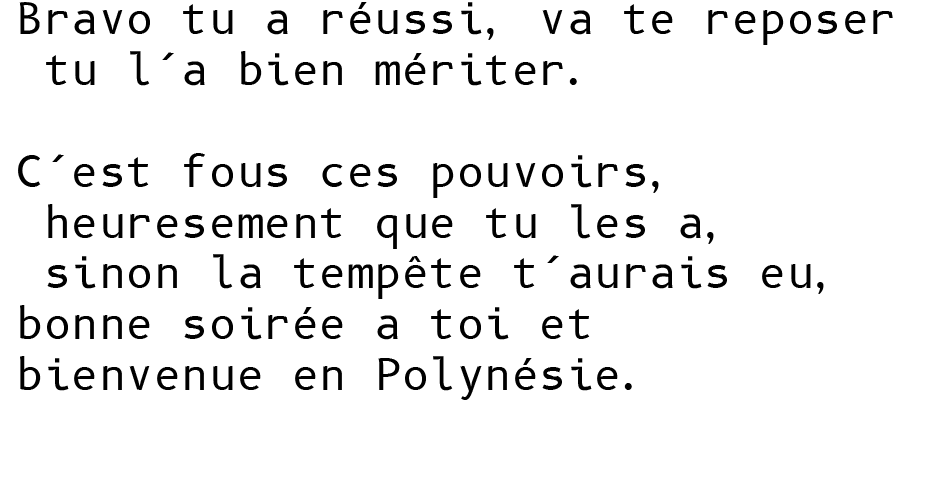 Bravo tu a réussi, va te reposer
tu l´a bien mériter.
C´est fous ces pouvoirs,
heuresement que tu les a,
sinon la tempête t´aurais eu,
bonne soirée a toi et
bienvenue en Polynésie.